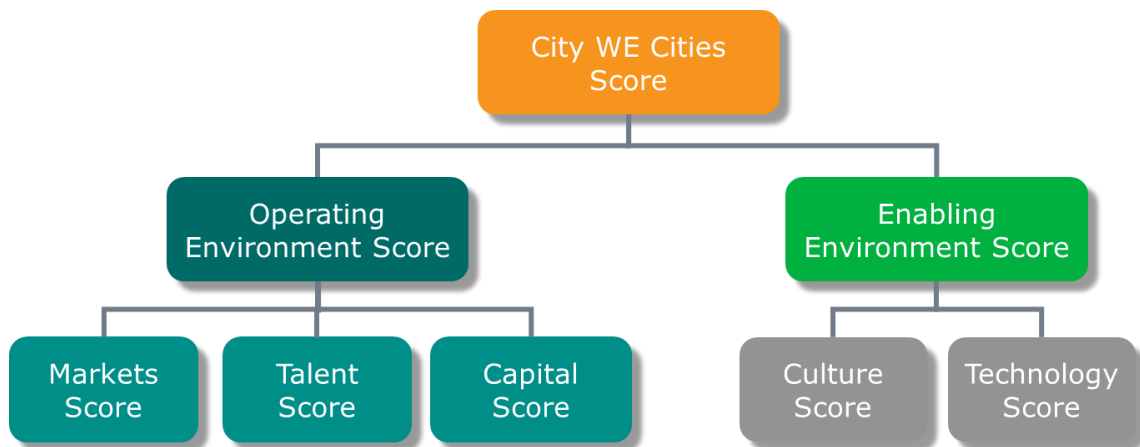 City WE Cities
Score
Operating
Environment Score
Enabling
Environment Score
Markets
Score
Talent
Score
Capital
Score
Culture
Score
Technology
Score